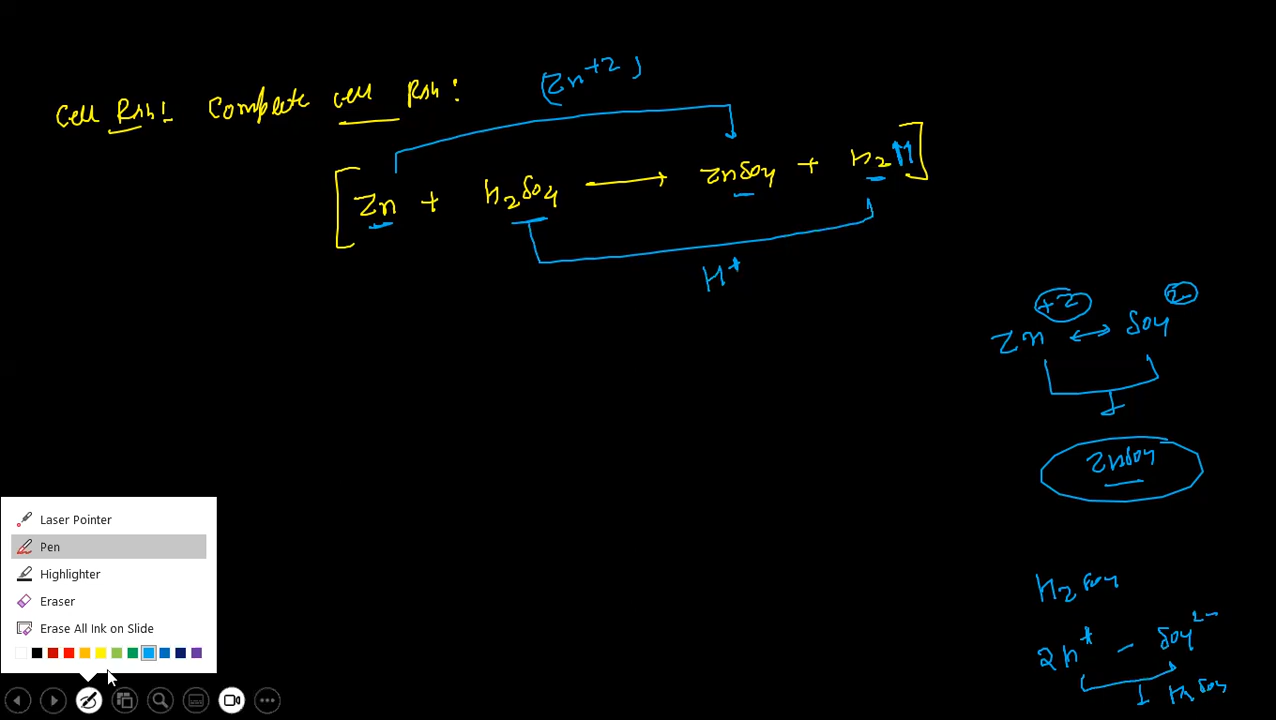 Cell Rxn: Complete cell Rxn:
(Zn+2)
[Zn + H2SO4 → ZnSO4 + H2↑]
H+
Zn+2 ↔ SO4 2-
ZnSO4
H2SO4
2H+ – SO4 2-
H2SO4
Laser Pointer
Pen
Highlighter
Eraser
Erase All Ink on Slide